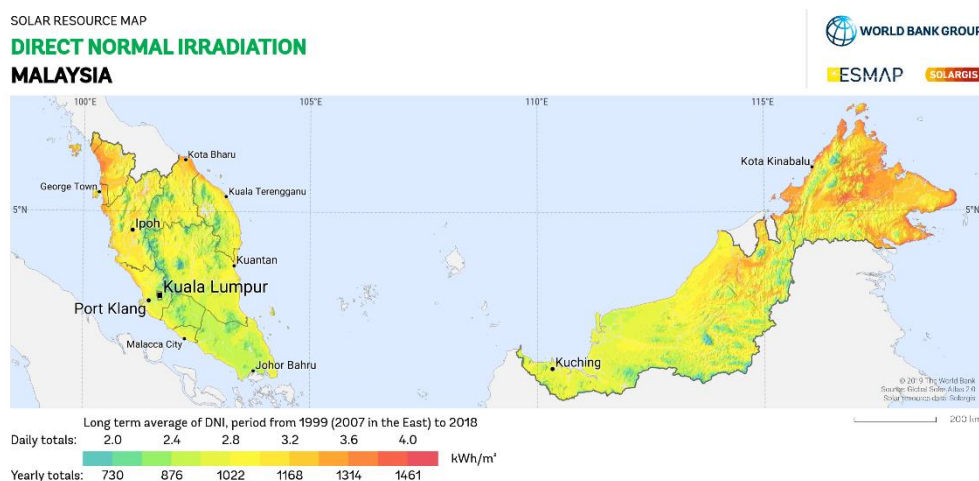 SOLAR RESOURCE MAP
DIRECT NORMAL IRRADIATION
MALAYSIA
WORLD BANK GROUP
ESMAP
SOLARGIS
100°E 105°E 110°E 115°E
Kota Bharu
Kota Kinabalu
George Town
Kuala Terengganu
5°N 5°N
Ipoh
Kuantan
Kuala Lumpur
Port Klang
Malacca City
Johor Bahru
Kuching
© 2019 The World Bank
Source: Global Solar Atlas 2.0
Solar resource data: Solargis
200 km
Long term average of DNI, period from 1999 (2007 in the East) to 2018
Daily totals: 2.0 2.4 2.8 3.2 3.6 4.0
kWh/m²
Yearly totals: 730 876 1022 1168 1314 1461